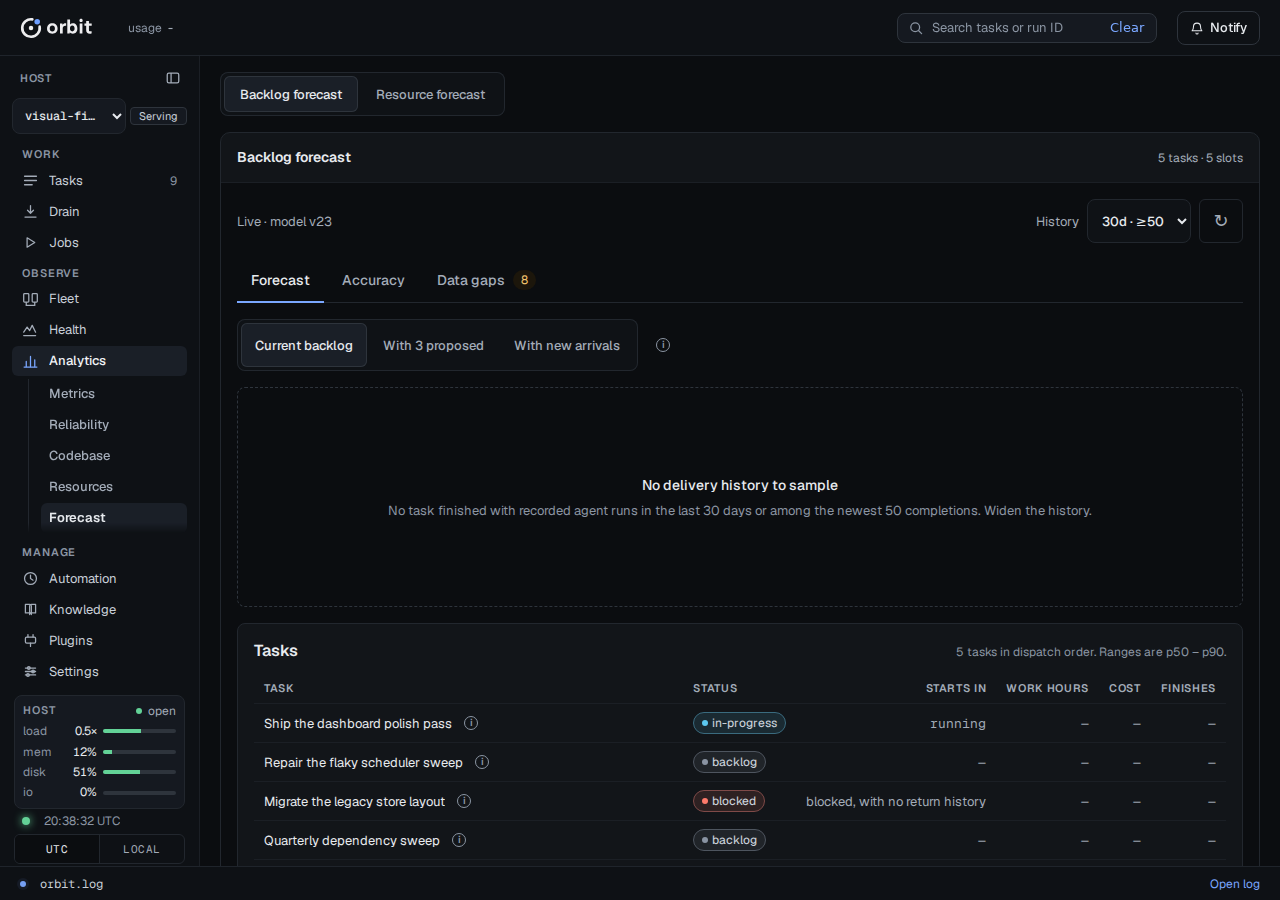 orbit
usage -
Search tasks or run ID
Clear
Notify
HOST
visual-fi…
Serving
WORK
Tasks 9
Drain
Jobs
OBSERVE
Fleet
Health
Analytics
Metrics
Reliability
Codebase
Resources
Forecast
MANAGE
Automation
Knowledge
Plugins
Settings
HOST open
load 0.5×
mem 12%
disk 51%
io 0%
20:38:32 UTC
UTC LOCAL
Backlog forecast Resource forecast
Backlog forecast 5 tasks · 5 slots
Live · model v23 History 30d · ≥50 ↻
Forecast Accuracy Data gaps 8
Current backlog With 3 proposed With new arrivals
No delivery history to sample
No task finished with recorded agent runs in the last 30 days or among the newest 50 completions. Widen the history.
Tasks 5 tasks in dispatch order. Ranges are p50 – p90.
TASK STATUS STARTS IN WORK HOURS COST FINISHES
Ship the dashboard polish pass in-progress running – – –
Repair the flaky scheduler sweep backlog – – – –
Migrate the legacy store layout blocked blocked, with no return history – – –
Quarterly dependency sweep backlog – – – –
orbit.log Open log